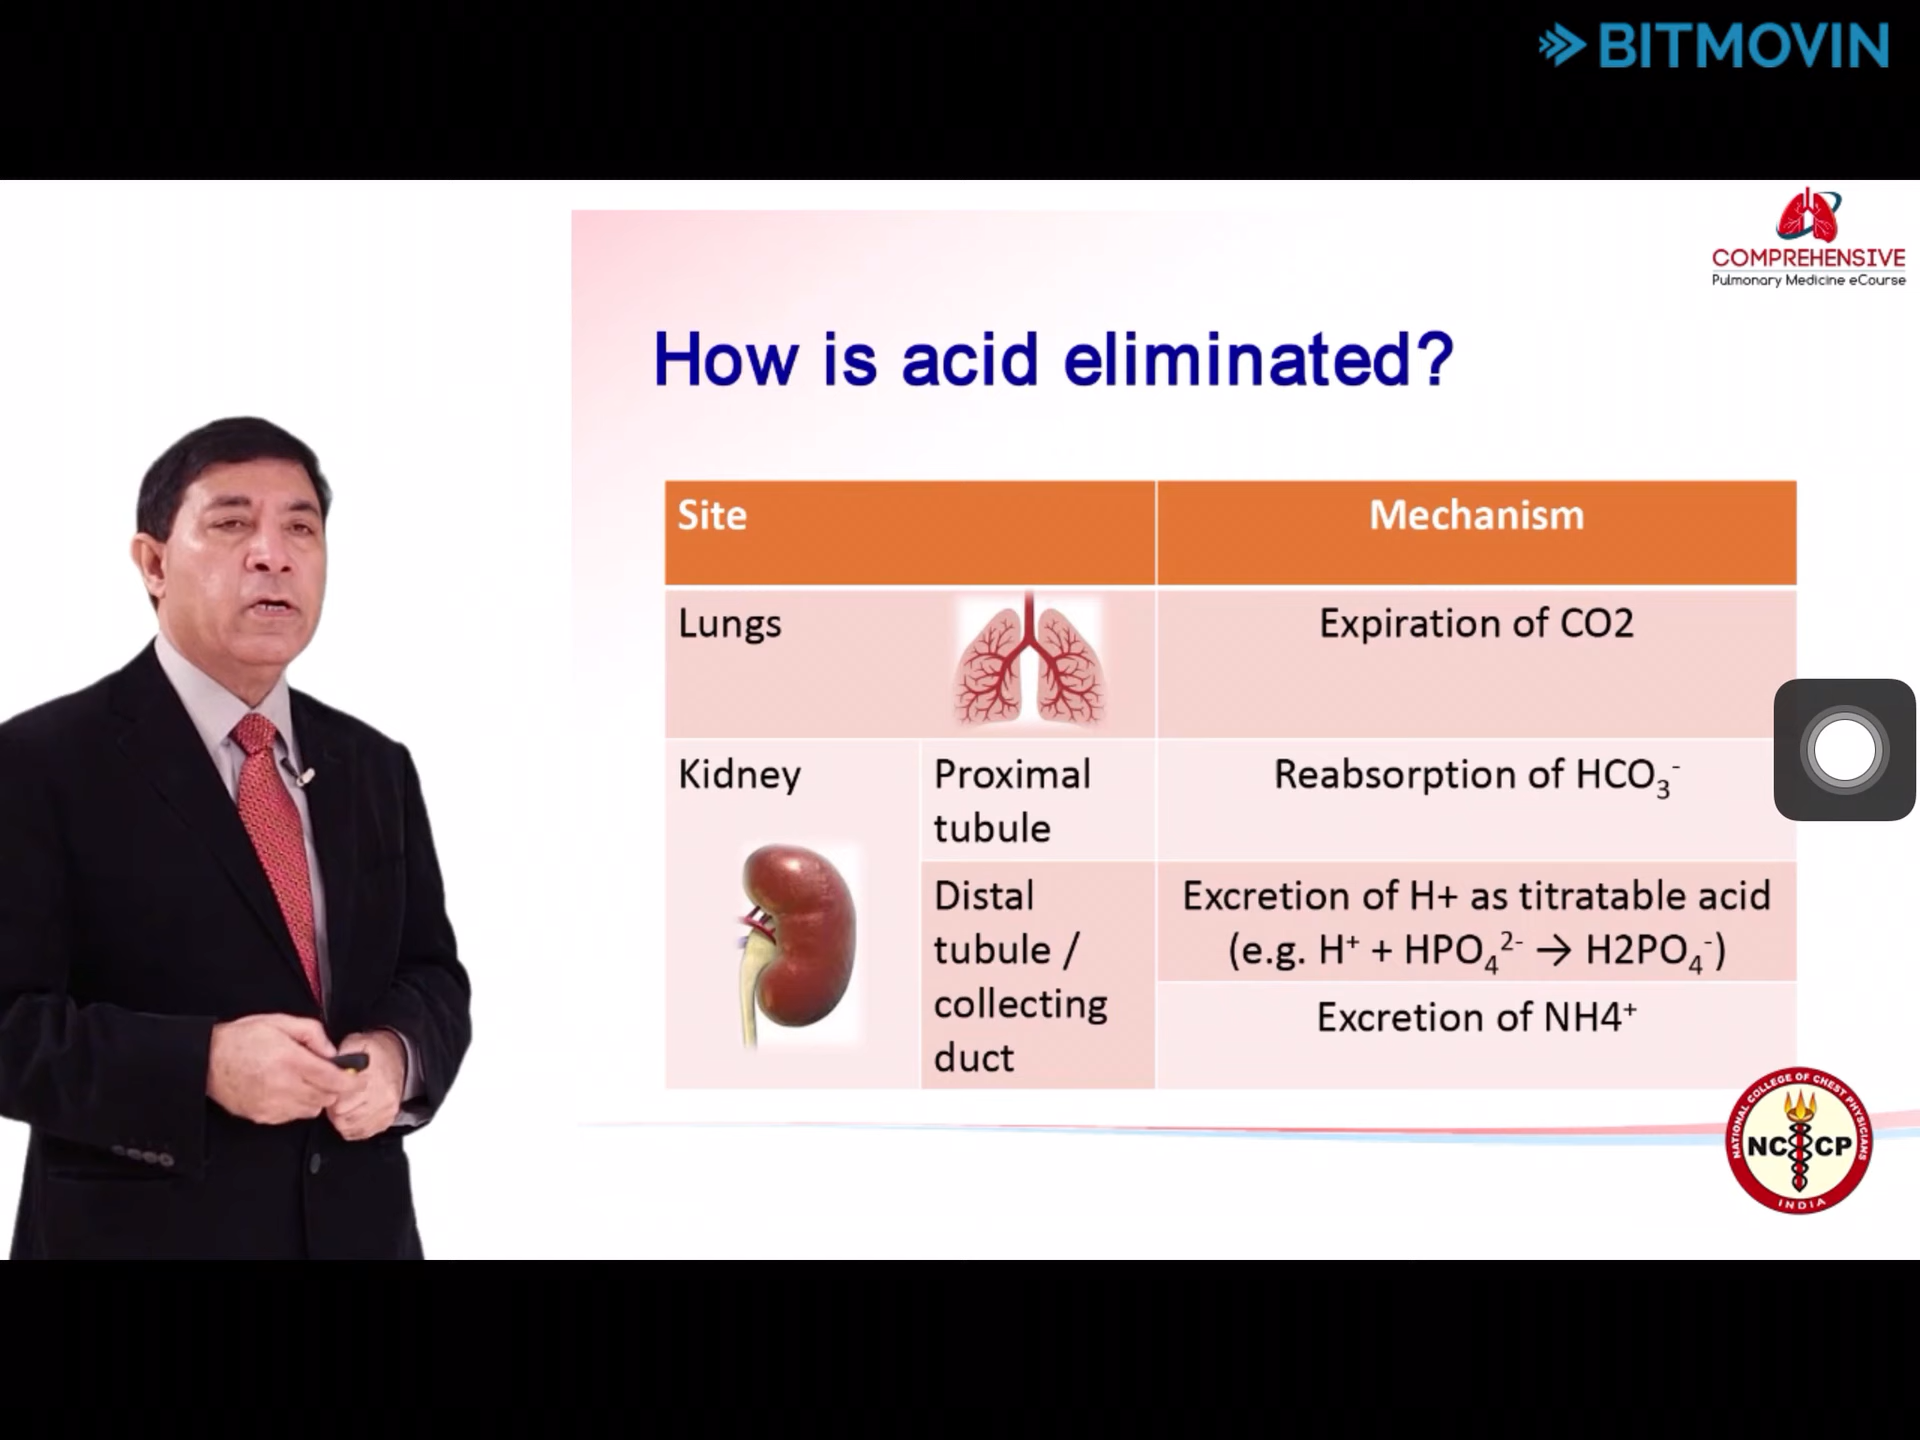 BITMOVIN
COMPREHENSIVE
Pulmonary Medicine eCourse
How is acid eliminated?
Site
Mechanism
Lungs
Expiration of CO2
Kidney
Proximal
tubule
Reabsorption of HCO₃⁻
Distal
tubule /
collecting
duct
Excretion of H+ as titratable acid
(e.g. H⁺ + HPO₄²⁻ → H2PO₄⁻)
Excretion of NH4⁺
NATIONAL COLLEGE OF CHEST PHYSICIANS
NCCP
INDIA